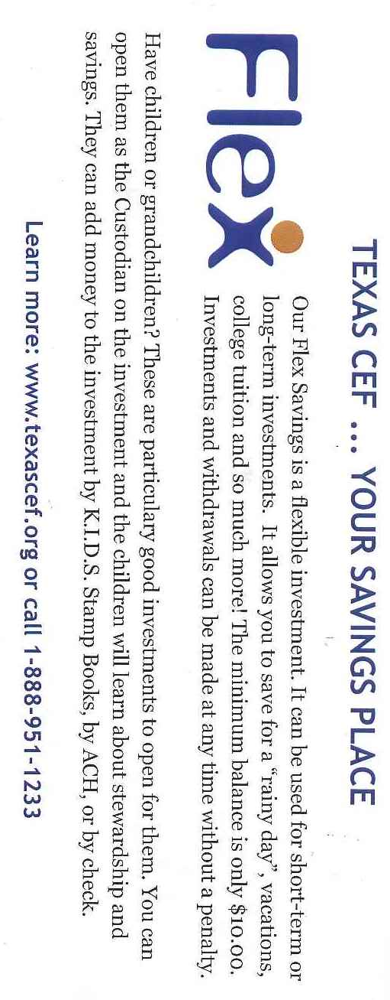 TEXAS CEF ... YOUR SAVINGS PLACE
Flex
Our Flex Savings is a flexible investment. It can be used for short-term or
long-term investments. It allows you to save for a “rainy day”, vacations,
college tuition and so much more! The minimum balance is only $10.00.
Investments and withdrawals can be made at any time without a penalty.
Have children or grandchildren? These are particulary good investments to open for them. You can
open them as the Custodian on the investment and the children will learn about stewardship and
savings. They can add money to the investment by K.I.D.S. Stamp Books, by ACH, or by check.
Learn more: www.texascef.org or call 1-888-951-1233